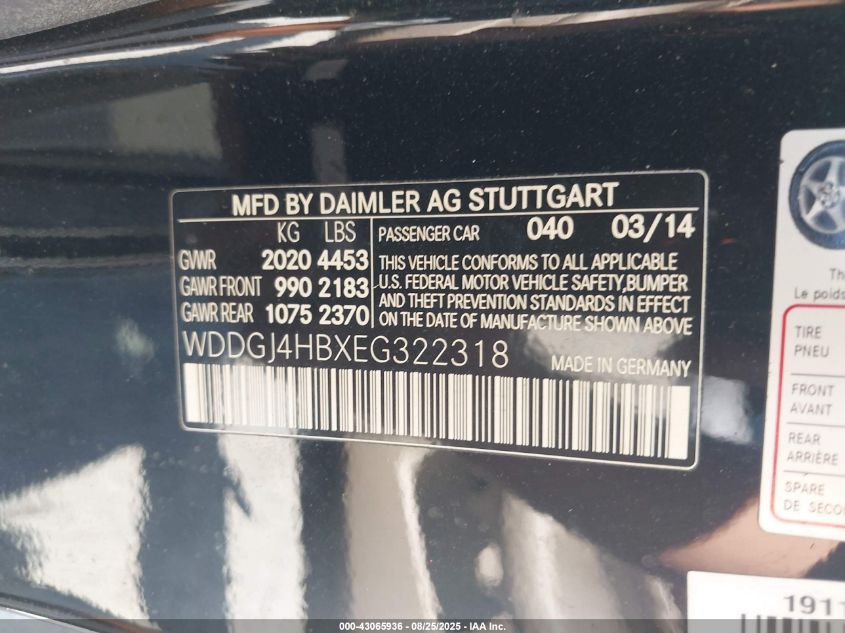 MFD BY DAIMLER AG STUTTGART
KG LBS
GVWR 2020 4453
GAWR FRONT 990 2183
GAWR REAR 1075 2370
PASSENGER CAR 040 03/14
THIS VEHICLE CONFORMS TO ALL APPLICABLE
U.S. FEDERAL MOTOR VEHICLE SAFETY,BUMPER
AND THEFT PREVENTION STANDARDS IN EFFECT
ON THE DATE OF MANUFACTURE SHOWN ABOVE
WDDGJ4HBXEG322318 MADE IN GERMANY
Th
Le poids
TIRE
PNEU
FRONT
AVANT
REAR
ARRIÈRE
SPARE
DE SECO
1911
000-43065936 - 08/25/2025 - IAA Inc.